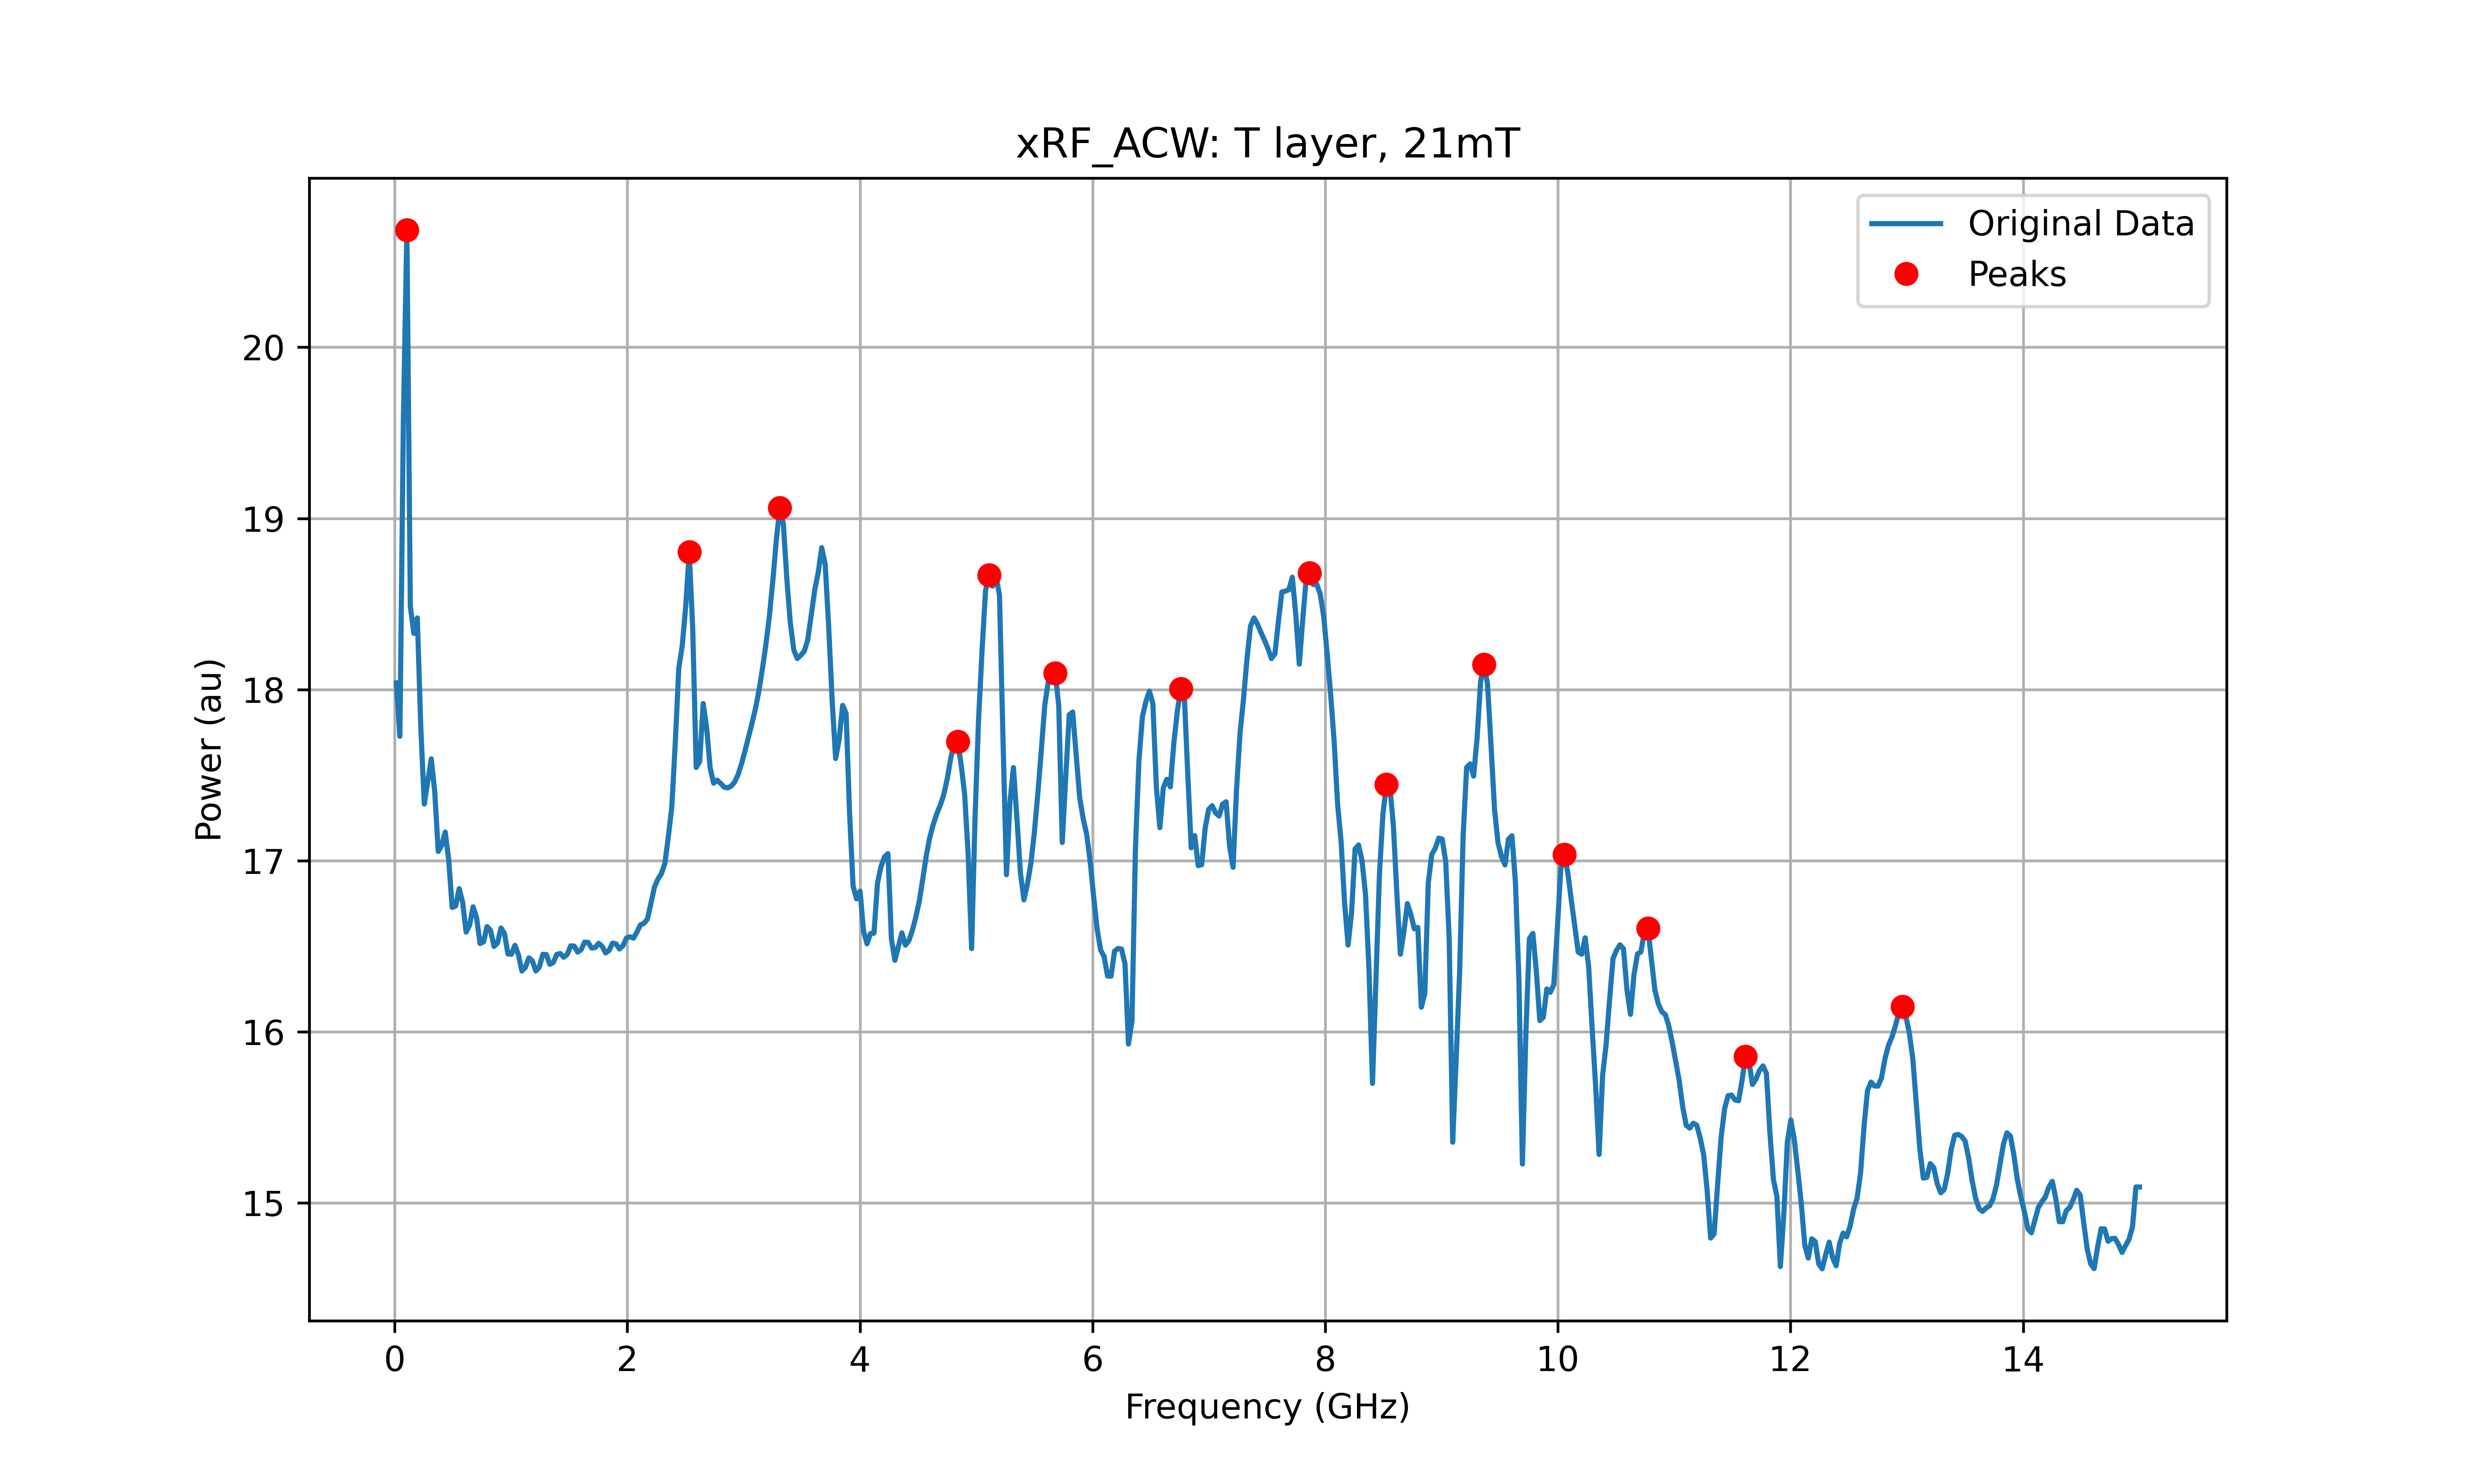 xRF_ACW: T layer, 21mT
Original Data
Peaks
20
19
18
17
16
15
Power (au)
0 2 4 6 8 10 12 14
Frequency (GHz)